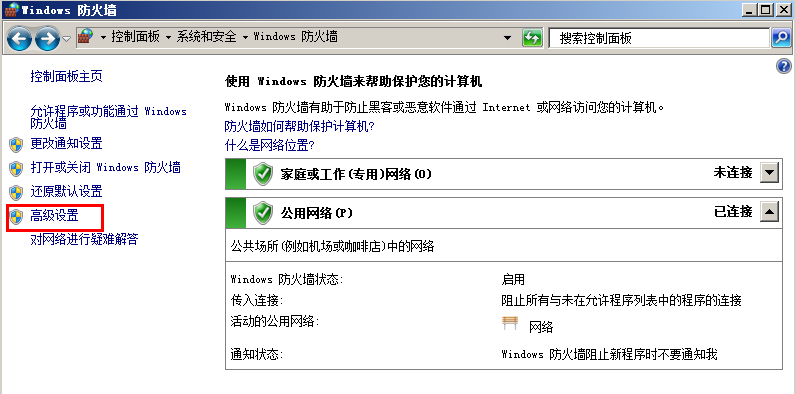 Windows 防火墙
控制面板 系统和安全 Windows 防火墙
搜索控制面板
控制面板主页
允许程序或功能通过 Windows
防火墙
更改通知设置
打开或关闭 Windows 防火墙
还原默认设置
高级设置
对网络进行疑难解答
使用 Windows 防火墙来帮助保护您的计算机
Windows 防火墙有助于防止黑客或恶意软件通过 Internet 或网络访问您的计算机。
防火墙如何帮助保护计算机?
什么是网络位置?
家庭或工作(专用)网络(O) 未连接
公用网络(P) 已连接
公共场所(例如机场或咖啡店)中的网络
Windows 防火墙状态: 启用
传入连接: 阻止所有与未在允许程序列表中的程序的连接
活动的公用网络: 网络
通知状态: Windows 防火墙阻止新程序时不要通知我